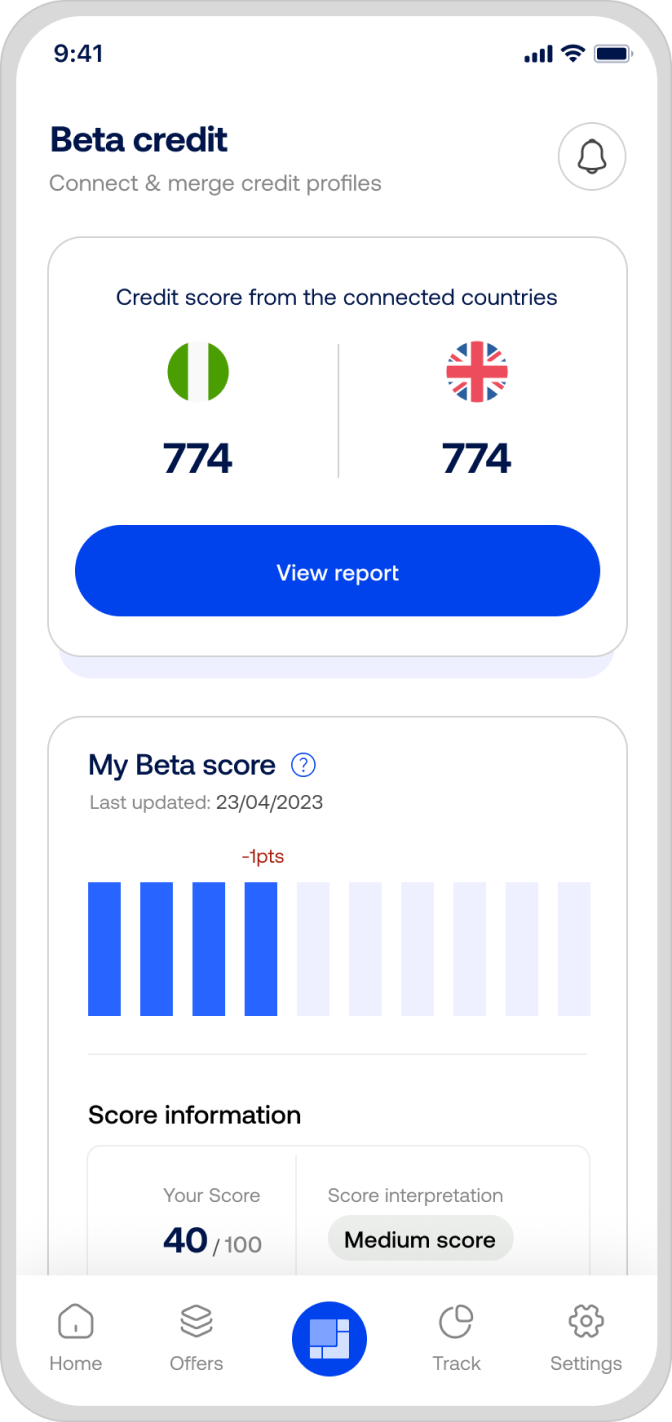 9:41
Beta credit
Connect & merge credit profiles
Credit score from the connected countries
774 774
View report
My Beta score ?
Last updated: 23/04/2023
-1pts
Score information
Your Score Score interpretation
40 / 100 Medium score
Home Offers Track Settings